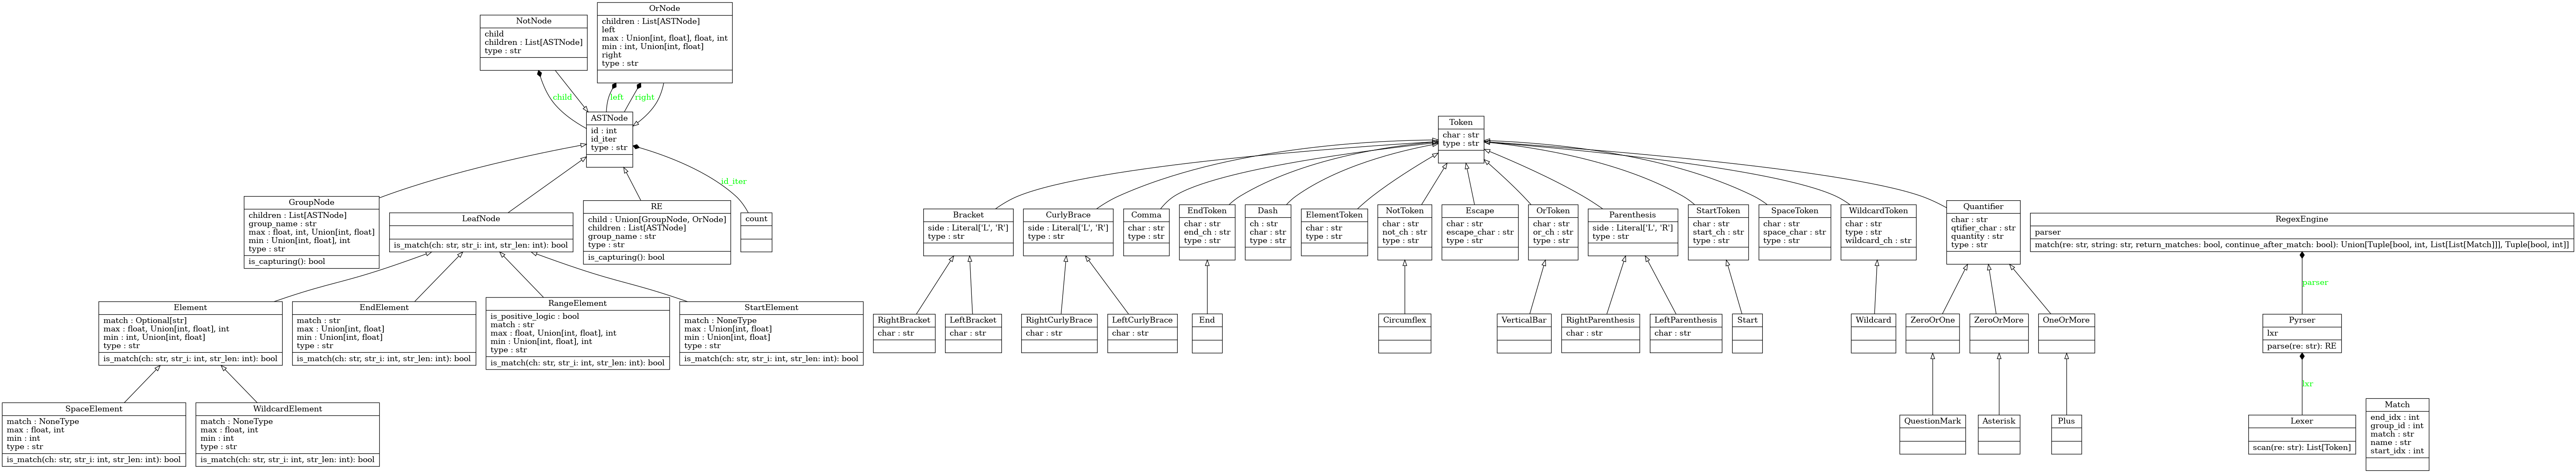 NotNode
child
children : List[ASTNode]
type : str
OrNode
children : List[ASTNode]
left
max : Union[int, float], float, int
min : int, Union[int, float]
right
type : str
child
left
right
ASTNode
id : int
id_iter
type : str
Token
char : str
type : str
id_iter
GroupNode
children : List[ASTNode]
group_name : str
max : float, int, Union[int, float]
min : Union[int, float], int
type : str
is_capturing(): bool
LeafNode
is_match(ch: str, str_i: int, str_len: int): bool
RE
child : Union[GroupNode, OrNode]
children : List[ASTNode]
group_name : str
type : str
is_capturing(): bool
count
Bracket
side : Literal['L', 'R']
type : str
CurlyBrace
side : Literal['L', 'R']
type : str
Comma
char : str
type : str
EndToken
char : str
end_ch : str
type : str
Dash
ch : str
char : str
type : str
ElementToken
char : str
type : str
NotToken
char : str
not_ch : str
type : str
Escape
char : str
escape_char : str
type : str
OrToken
char : str
or_ch : str
type : str
Parenthesis
side : Literal['L', 'R']
type : str
StartToken
char : str
start_ch : str
type : str
SpaceToken
char : str
space_char : str
type : str
WildcardToken
char : str
type : str
wildcard_ch : str
Quantifier
char : str
qtifier_char : str
quantity : str
type : str
RegexEngine
parser
match(re: str, string: str, return_matches: bool, continue_after_match: bool): Union[Tuple[bool, int, List[List[Match]]], Tuple[bool, int]]
parser
Element
match : Optional[str]
max : float, Union[int, float], int
min : int, Union[int, float]
type : str
is_match(ch: str, str_i: int, str_len: int): bool
EndElement
match : str
max : Union[int, float]
min : Union[int, float]
type : str
is_match(ch: str, str_i: int, str_len: int): bool
RangeElement
is_positive_logic : bool
match : str
max : float, Union[int, float], int
min : Union[int, float], int
type : str
is_match(ch: str, str_i: int, str_len: int): bool
StartElement
match : NoneType
max : Union[int, float]
min : Union[int, float]
type : str
is_match(ch: str, str_i: int, str_len: int): bool
RightBracket
char : str
LeftBracket
char : str
RightCurlyBrace
char : str
LeftCurlyBrace
char : str
End
Circumflex
VerticalBar
RightParenthesis
char : str
LeftParenthesis
char : str
Start
Wildcard
ZeroOrOne
ZeroOrMore
OneOrMore
Pyrser
lxr
parse(re: str): RE
lxr
SpaceElement
match : NoneType
max : float, int
min : int
type : str
is_match(ch: str, str_i: int, str_len: int): bool
WildcardElement
match : NoneType
max : float, int
min : int
type : str
is_match(ch: str, str_i: int, str_len: int): bool
QuestionMark
Asterisk
Plus
Lexer
scan(re: str): List[Token]
Match
end_idx : int
group_id : int
match : str
name : str
start_idx : int